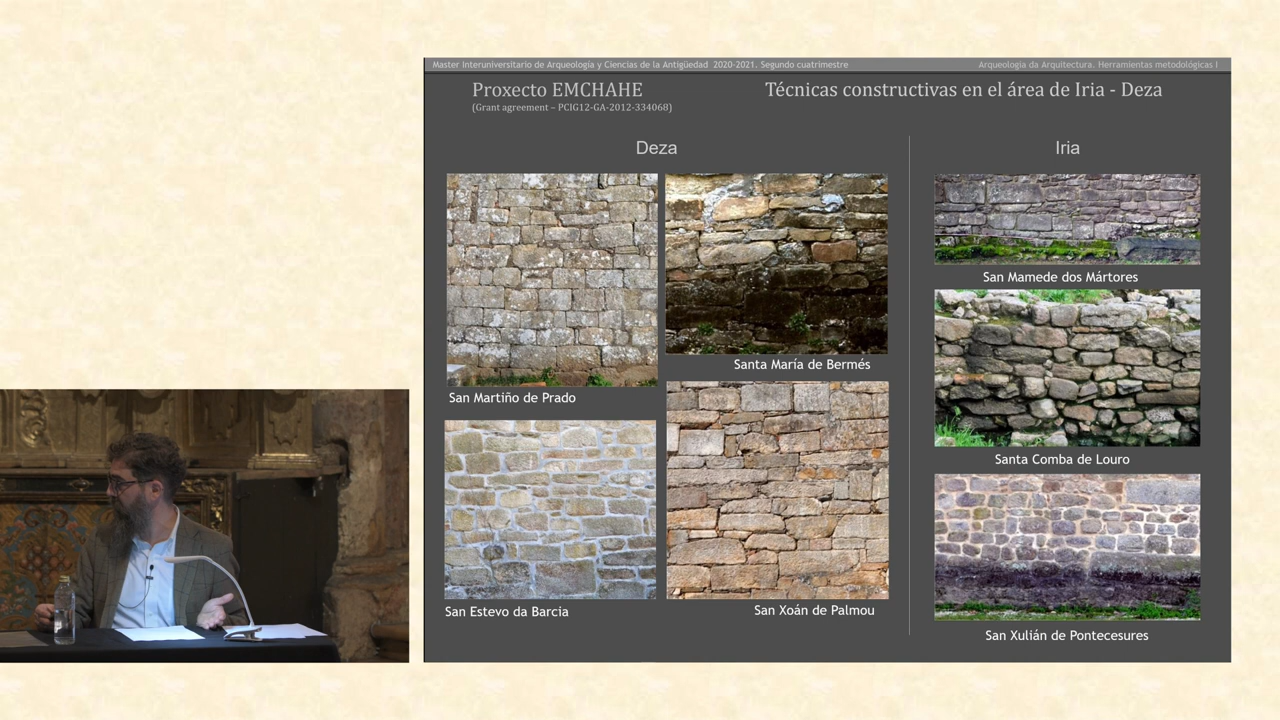 Master Interuniversitario de Arqueología y Ciencias de la Antigüedad 2020-2021. Segundo cuatrimestre
Arqueología da Arquitectura. Herramientas metodológicas I
Proxecto EMCHAHE
(Grant agreement – PCIG12-GA-2012-334068)
Técnicas constructivas en el área de Iria - Deza
Deza
Iria
San Martiño de Prado
Santa María de Bermés
San Estevo da Barcia
San Xoán de Palmou
San Mamede dos Mártores
Santa Comba de Louro
San Xulián de Pontecesures